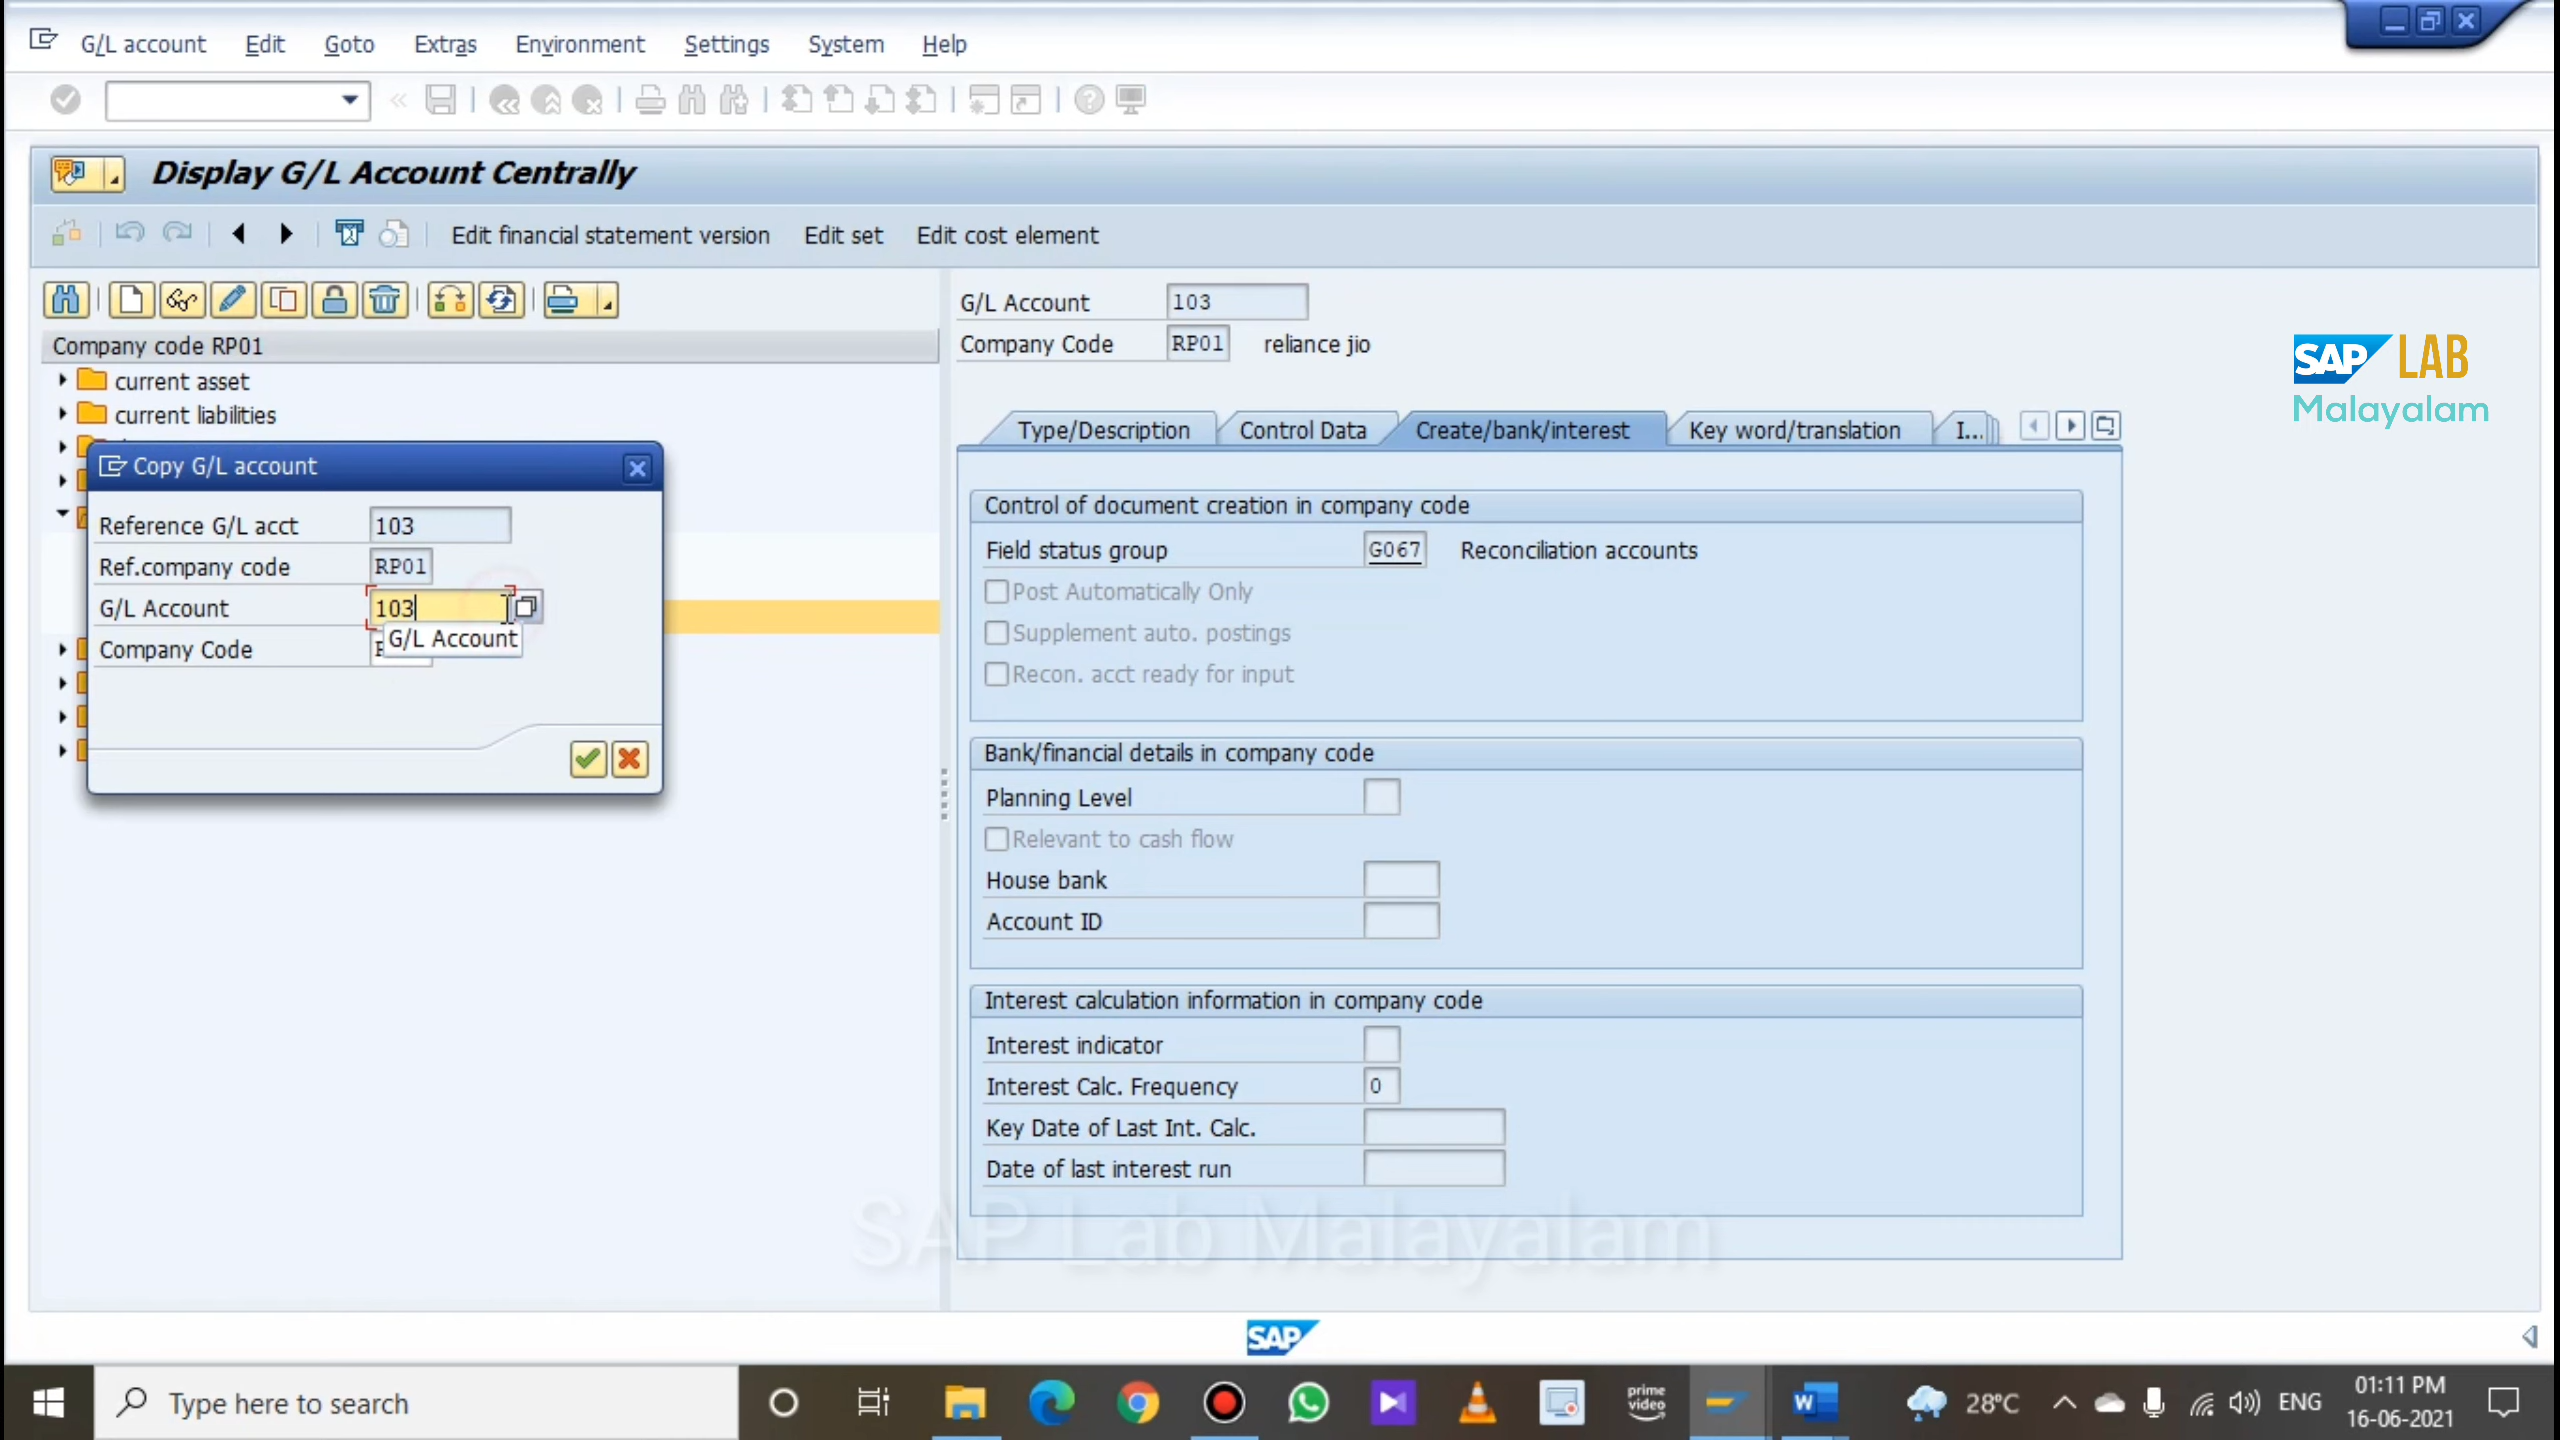 G/L account Edit Goto Extras Environment Settings System Help
Display G/L Account Centrally
Edit financial statement version Edit set Edit cost element
Company code RP01
current asset
current liabilities
Copy G/L account
Reference G/L acct 103
Ref.company code RP01
G/L Account 103
G/L Account
Company Code
G/L Account 103
Company Code RP01 reliance jio
SAP LAB
Malayalam
Type/Description Control Data Create/bank/interest Key word/translation I...
Control of document creation in company code
Field status group G067 Reconciliation accounts
Post Automatically Only
Supplement auto. postings
Recon. acct ready for input
Bank/financial details in company code
Planning Level
Relevant to cash flow
House bank
Account ID
Interest calculation information in company code
Interest indicator
Interest Calc. Frequency 0
Key Date of Last Int. Calc.
Date of last interest run
SAP Lab Malayalam
SAP
Type here to search
prime video
W
28°C
ENG
01:11 PM
16-06-2021